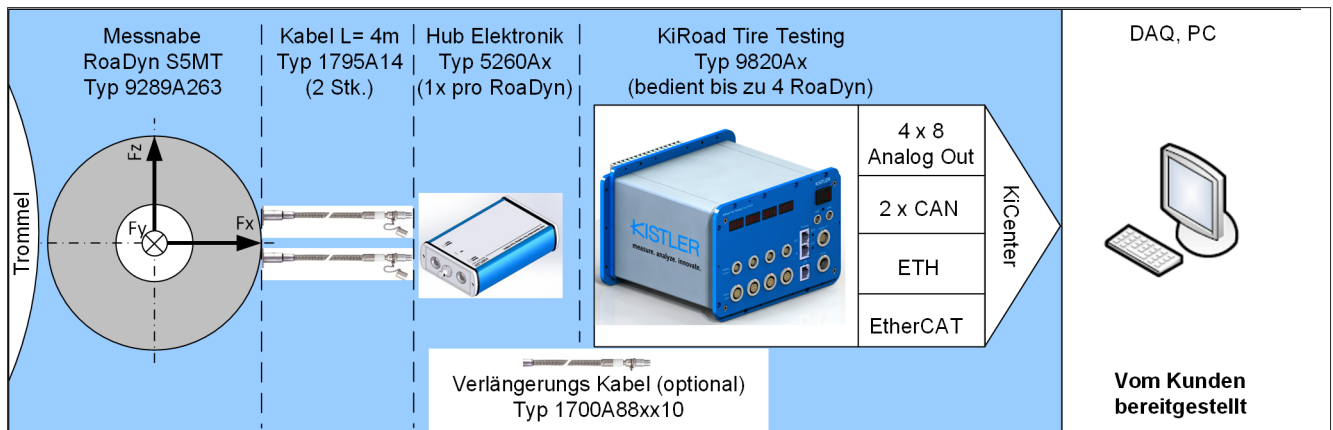 Messnabe
RoaDyn S5MT
Typ 9289A263
Kabel L= 4m
Typ 1795A14
(2 Stk.)
Hub Elektronik
Typ 5260Ax
(1x pro RoaDyn)
KiRoad Tire Testing
Typ 9820Ax
(bedient bis zu 4 RoaDyn)
DAQ, PC
Trommel
Fz
Fy
Fx
KISTLER
measure. analyze. innovate.
KISTLER
4 x 8
Analog Out
2 x CAN
ETH
EtherCAT
KiCenter
Verlängerungs Kabel (optional)
Typ 1700A88xx10
Vom Kunden
bereitgestellt